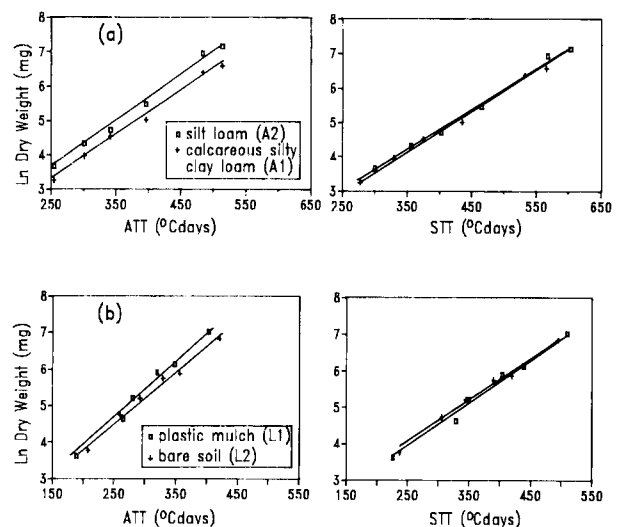 (a)
Ln Dry Weight (mg)
8
7
6
5
4
3
silt loam (A2)
calcareous silty
clay loam (A1)
250 350 450 550 650
ATT (°Cdays)
8
7
6
5
4
3
250 350 450 550 650
STT (°Cdays)
(b)
Ln Dry Weight (mg)
8
7
6
5
4
3
plastic mulch (L1)
bare soil (L2)
150 250 350 450 550
ATT (°Cdays)
8
7
6
5
4
3
150 250 350 450 550
STT (°Cdays)